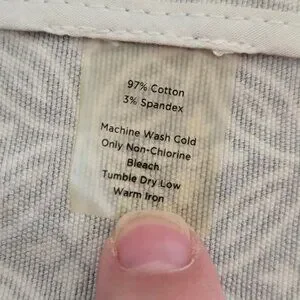 97% Cotton
3% Spandex
Machine Wash Cold
Only Non-Chlorine
Bleach
Tumble Dry Low
Warm Iron